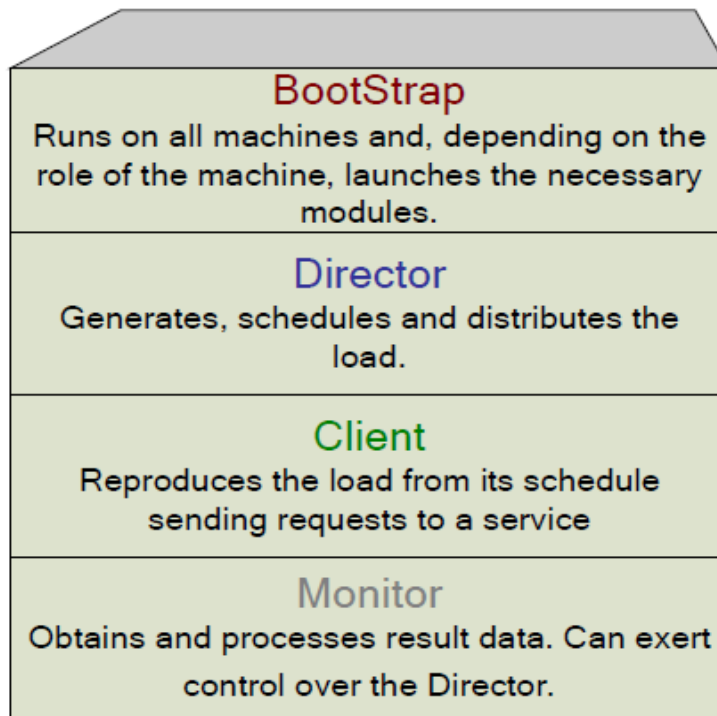 BootStrap
Runs on all machines and, depending on the
role of the machine, launches the necessary
modules.
Director
Generates, schedules and distributes the
load.
Client
Reproduces the load from its schedule
sending requests to a service
Monitor
Obtains and processes result data. Can exert
control over the Director.